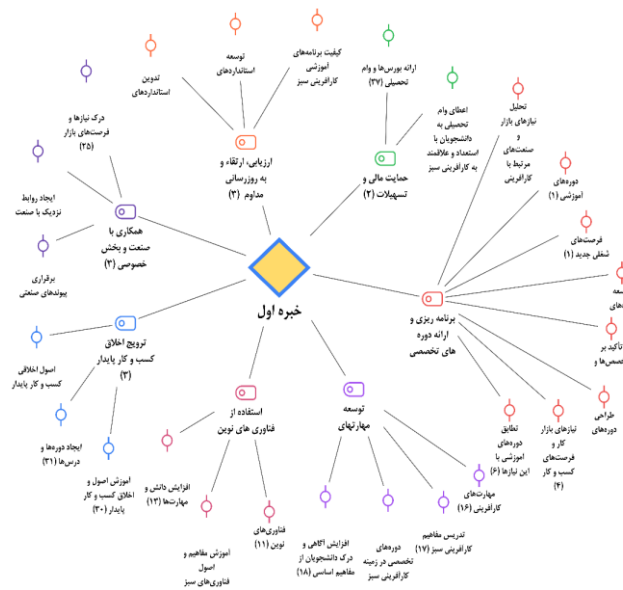 کیفیت برنامه‌های
آموزشی
کارآفرینی سبز
توسعه
استانداردهای
تدوین
استانداردهای
ارائه بورس‌ها و وام
تحصیلی (۲۷)
اعطای وام
تحصیلی به
دانشجویان با
استعداد و علاقمند
به کارآفرینی سبز
تحلیل
نیازهای بازار
و
صنعت‌های
مرتبط با
کارآفرینی
درک نیازها و
فرصت‌های بازار
(۲۵)
ارزیابی، ارتقاء و
به روزرسانی
مداوم (۳)
حمایت مالی و
تسهیلات (۲)
دوره‌های
آموزشی (۱)
ایجاد روابط
نزدیک با صنعت
همکاری با
صنعت و بخش
خصوصی (۳)
فرصت‌های
شغلی جدید (۱)
برقراری
پیوندهای صنعتی
خبره اول
برنامه ریزی و
ارائه دوره
های تخصصی
تأکید بر
ترویج اخلاق
کسب و کار پایدار
(۳)
اصول اخلاقی
کسب و کار پایدار
استفاده از
فناوری های نوین
توسعه
مهارتهای
طراحی
دوره‌های
تطابق
دوره‌های
آموزشی با
این نیازها (۶)
نیازهای بازار
کار و
فرصت‌های
کسب و کار
(۴)
ایجاد دوره‌ها و
درس‌ها (۳۱)
آموزش اصول و
اخلاق کسب و کار
پایدار (۳۰)
افزایش دانش و
مهارت‌ها (۱۳)
آموزش مفاهیم و
اصول
فناوری‌های سبز
فناوری‌های
نوین (۱۱)
افزایش آگاهی و
درک دانشجویان از
مفاهیم اساسی (۱۸)
دوره‌های
تخصصی در زمینه
کارآفرینی سبز
تدریس مفاهیم
کارآفرینی سبز (۱۷)
مهارت‌های
کارآفرینی (۱۶)